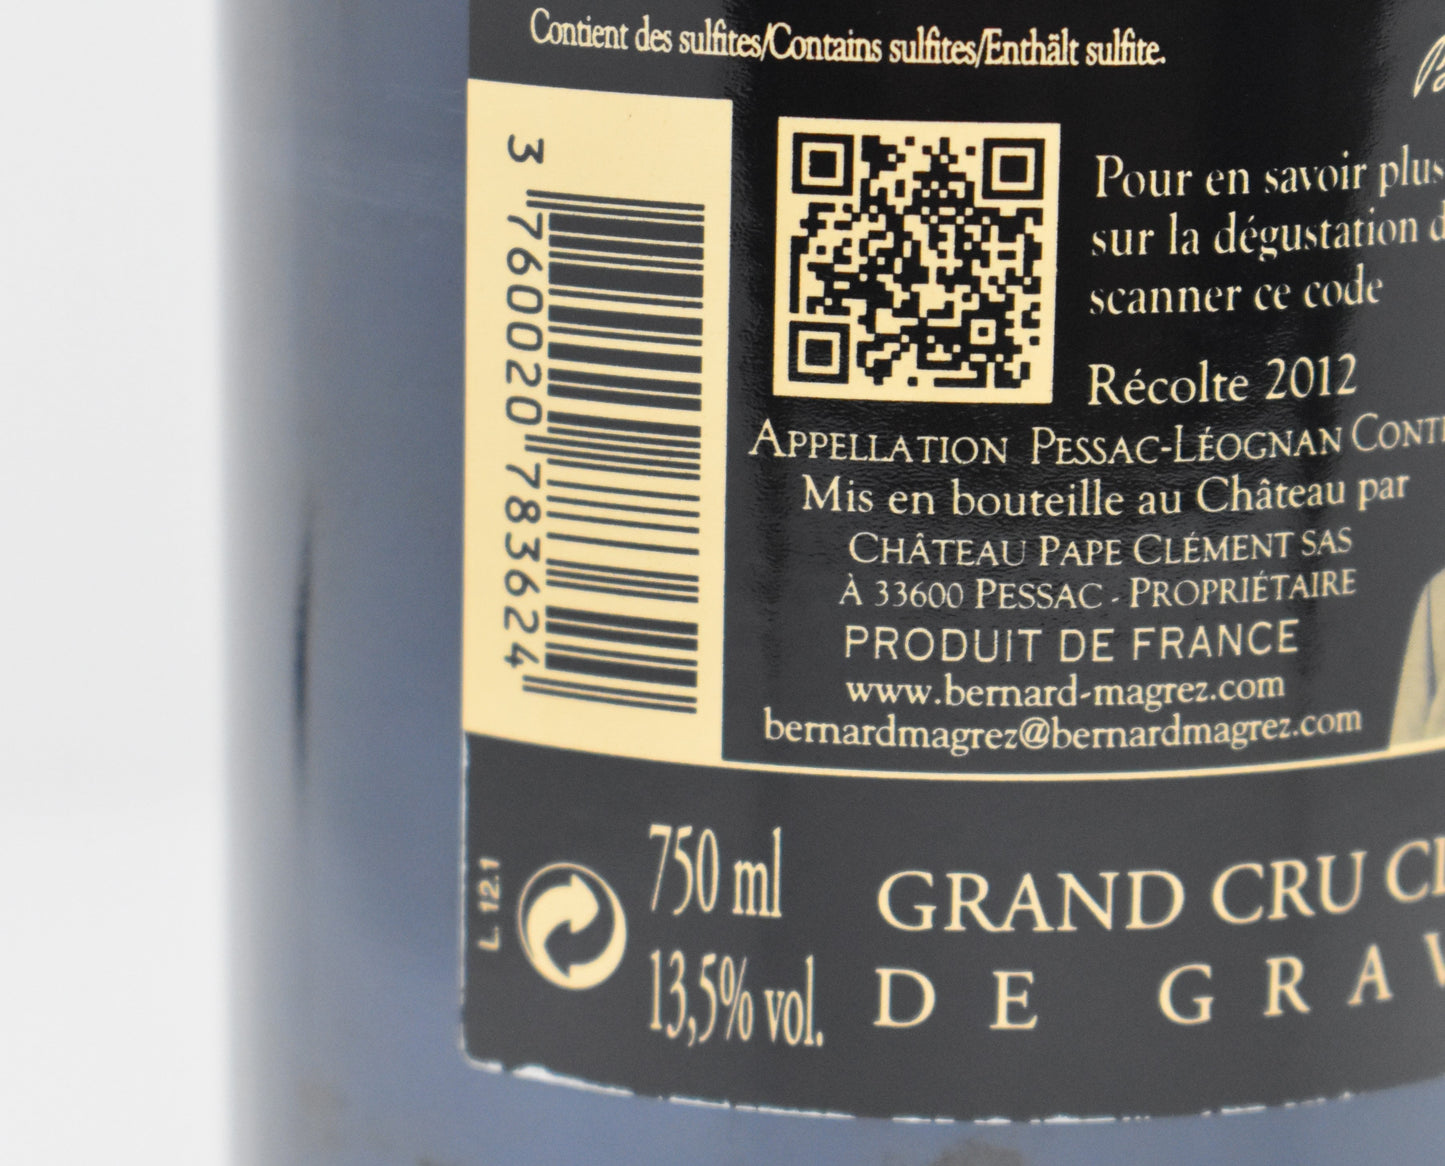 Contient des sulfites/Contains sulfites/Enthält sulfite.
3 760020 783624
Pour en savoir plus
sur la dégustation
scanner ce code
Récolte 2012
APPELLATION PESSAC-LÉOGNAN
Mis en bouteille au Château par
CHÂTEAU PAPE CLÉMENT SAS
À 33600 PESSAC - PROPRIÉTAIRE
PRODUIT DE FRANCE
www.bernard-magrez.com
bernardmagrez@bernardmagrez.com
L 12.1
750 ml
13,5% vol.
GRAND CRU
DE GRAV